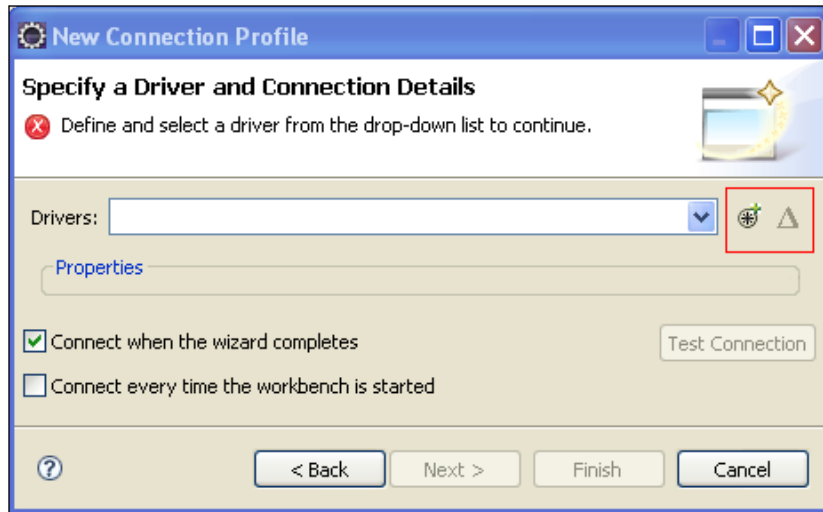 New Connection Profile
Specify a Driver and Connection Details
Define and select a driver from the drop-down list to continue.
Drivers:
Properties
Connect when the wizard completes
Test Connection
Connect every time the workbench is started
< Back
Next >
Finish
Cancel